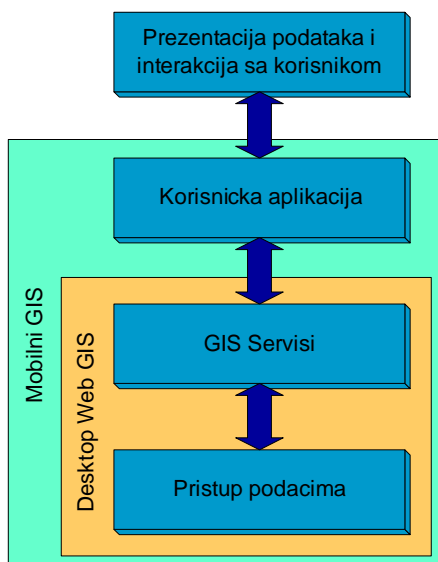 Prezentacija podataka i
interakcija sa korisnikom
Korisnicka aplikacija
Mobilni GIS
Desktop Web GIS
GIS Servisi
Pristup podacima